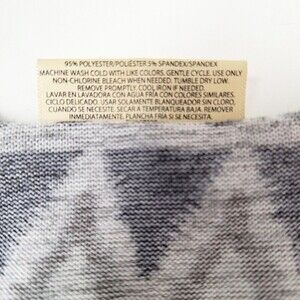 95% POLYESTER/POLIÉSTER 5% SPANDEX/SPANDEX
MACHINE WASH COLD WITH LIKE COLORS. GENTLE CYCLE. USE ONLY
NON-CHLORINE BLEACH WHEN NEEDED. TUMBLE DRY LOW.
REMOVE PROMPTLY. COOL IRON IF NEEDED.
LAVAR EN LAVADORA CON AGUA FRÍA CON COLORES SIMILARES.
CICLO DELICADO. USAR SOLAMENTE BLANQUEADOR SIN CLORO,
CUANDO SE NECESITE. SECAR A TEMPERATURA BAJA. REMOVER
INMEDIATAMENTE. PLANCHA FRÍA SI SE NECESITA.